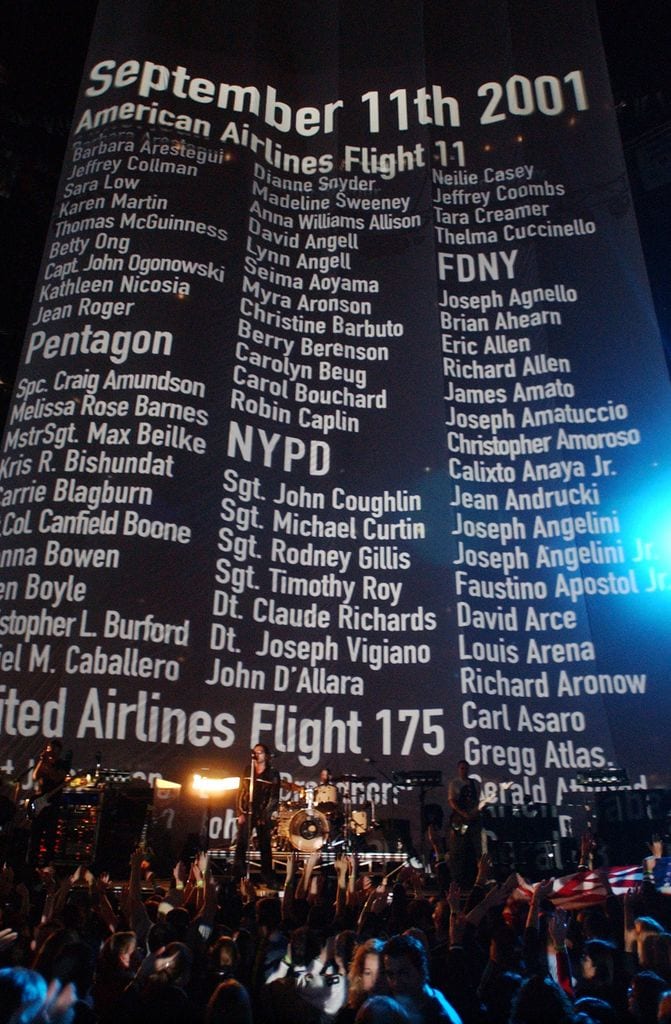 September 11th 2001
American Airlines Flight 11
Barbara Arestegui
Jeffrey Collman
Sara Low
Karen Martin
Thomas McGuinness
Betty Ong
Capt. John Ogonowski
Kathleen Nicosia
Jean Roger
Pentagon
Spc. Craig Amundson
Melissa Rose Barnes
MstrSgt. Max Beilke
Kris R. Bishundat
arrie Blagburn
Col. Canfield Boone
nna Bowen
en Boyle
stopher L. Burford
iel M. Caballero
Dianne Snyder
Madeline Sweeney
Anna Williams Allison
David Angell
Lynn Angell
Seima Aoyama
Myra Aronson
Christine Barbuto
Berry Berenson
Carolyn Beug
Carol Bouchard
Robin Caplin
NYPD
Sgt. John Coughlin
Sgt. Michael Curtin
Sgt. Rodney Gillis
Sgt. Timothy Roy
Dt. Claude Richards
Dt. Joseph Vigiano
John D'Allara
Neilie Casey
Jeffrey Coombs
Tara Creamer
Thelma Cuccinello
FDNY
Joseph Agnello
Brian Ahearn
Eric Allen
Richard Allen
James Amato
Joseph Amatuccio
Christopher Amoroso
Calixto Anaya Jr.
Jean Andrucki
Joseph Angelini
Joseph Angelini Jr.
Faustino Apostol Jr
David Arce
Louis Arena
Richard Aronow
Carl Asaro
Gregg Atlas
Gerald
ited Airlines Flight 175